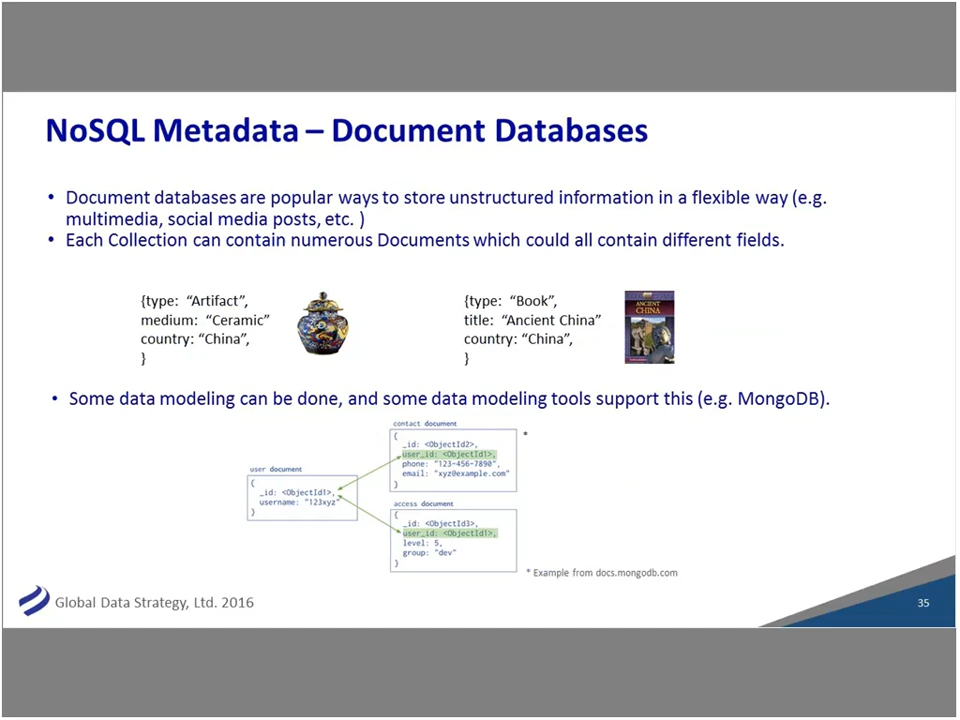 NoSQL Metadata – Document Databases
• Document databases are popular ways to store unstructured information in a flexible way (e.g.
multimedia, social media posts, etc. )
• Each Collection can contain numerous Documents which could all contain different fields.
{type: “Artifact”,
medium: “Ceramic”
country: “China”,
}
{type: “Book”,
title: “Ancient China”
country: “China”,
}
ANCIENT
CHINA
• Some data modeling can be done, and some data modeling tools support this (e.g. MongoDB).
user document
{
_id: <ObjectId1>,
username: "123xyz"
}
contact document
{
_id: <ObjectId2>,
user_id: <ObjectId1>,
phone: "123-456-7890",
email: "xyz@example.com"
}
*
access document
{
_id: <ObjectId3>,
user_id: <ObjectId1>,
level: 5,
group: "dev"
}
* Example from docs.mongodb.com
Global Data Strategy, Ltd. 2016
35